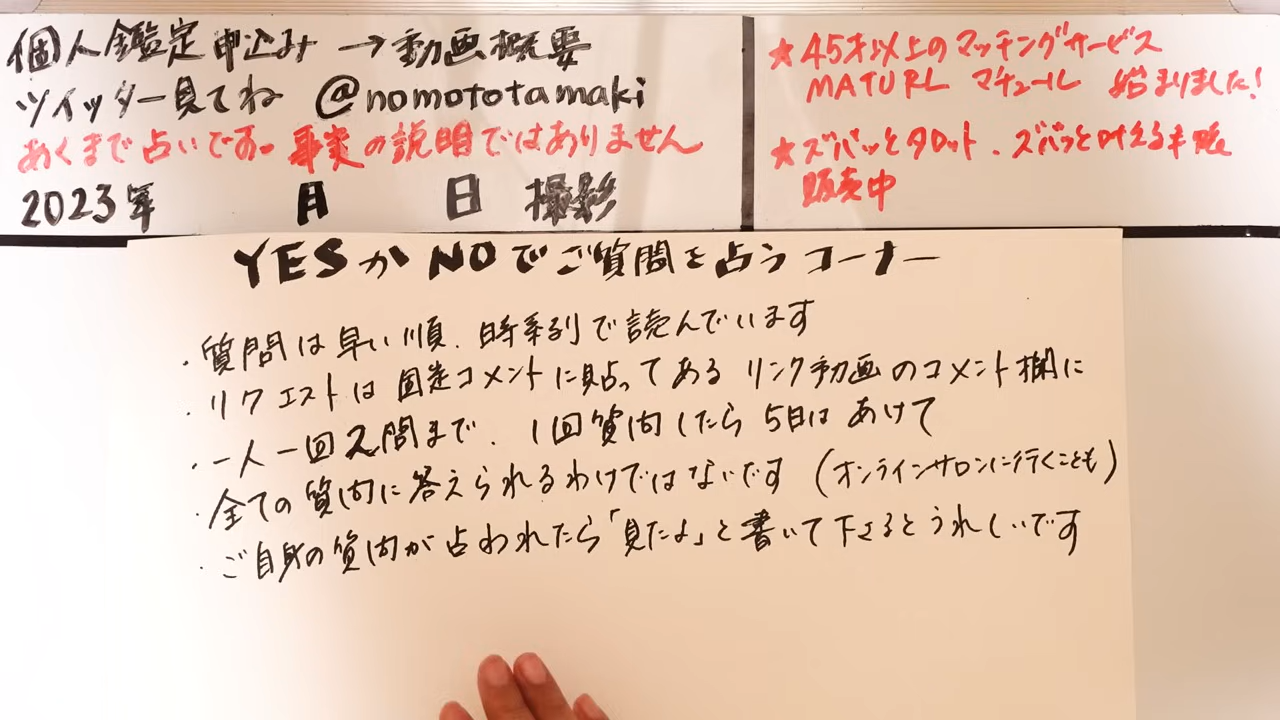 個人鑑定申込み→動画概要
ツイッター見てね @nomototamaki
あくまで占いです。事実の説明ではありません
2023年 月 日 撮影
★45才以上のマッチングサービス
MATURL マチュール 始まりました!
★ズバッとタロット、ズバッと叶える手帳
販売中
YESかNOでご質問を占うコーナー
・質問は早い順、時系列で読んでいます
・リクエストは固定コメントに貼ってあるリンク動画のコメント欄に
・一人一回2問まで、1回質問したら5日はあけて
・全ての質問に答えられるわけではないです(オンラインサロンに行くことも)
・ご自身の質問が占われたら「見たよ」と書いて下さるとうれしいです